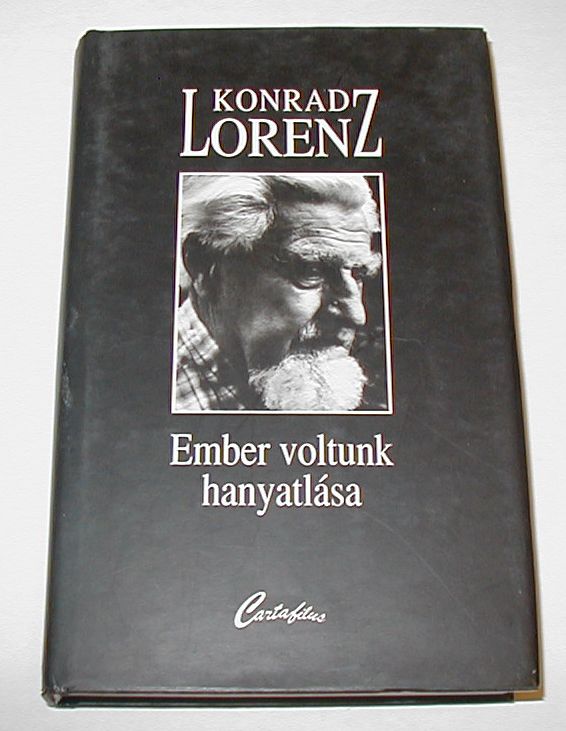 KONRAD
LORENZ
Ember voltunk
hanyatlása
Cartafilus